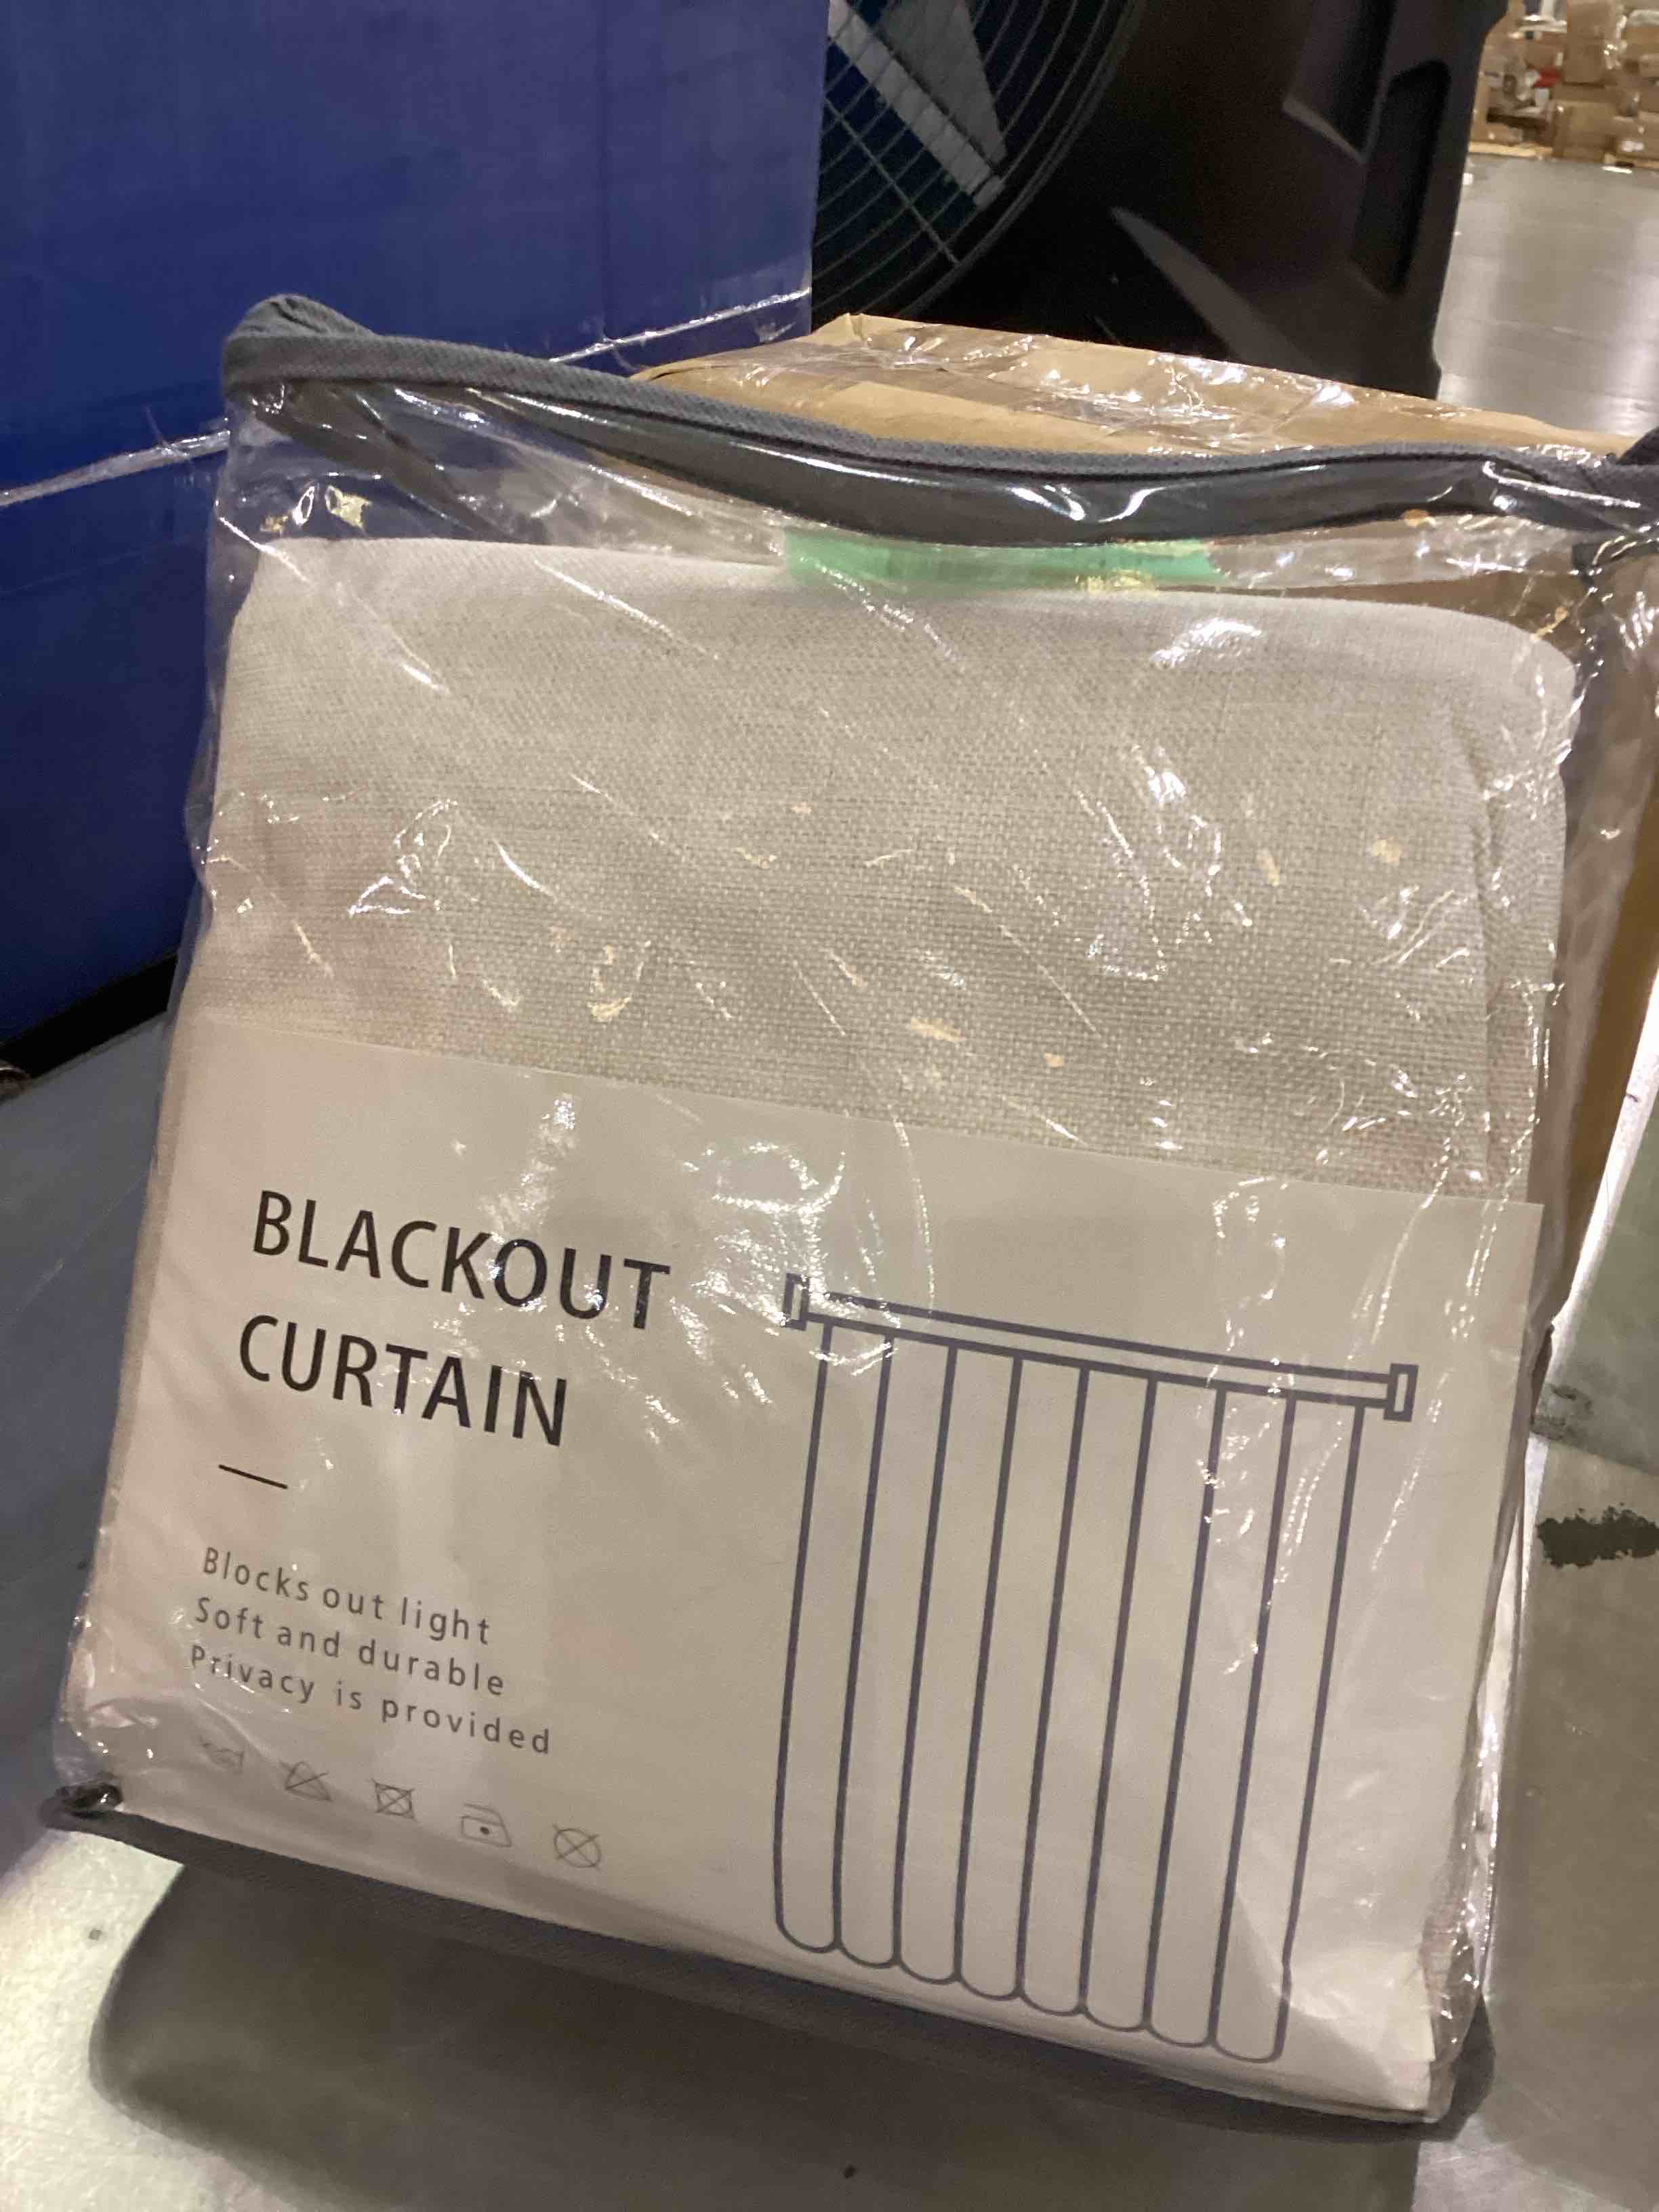 BLACKOUT
CURTAIN
Blocks out light
Soft and durable
Privacy is provided